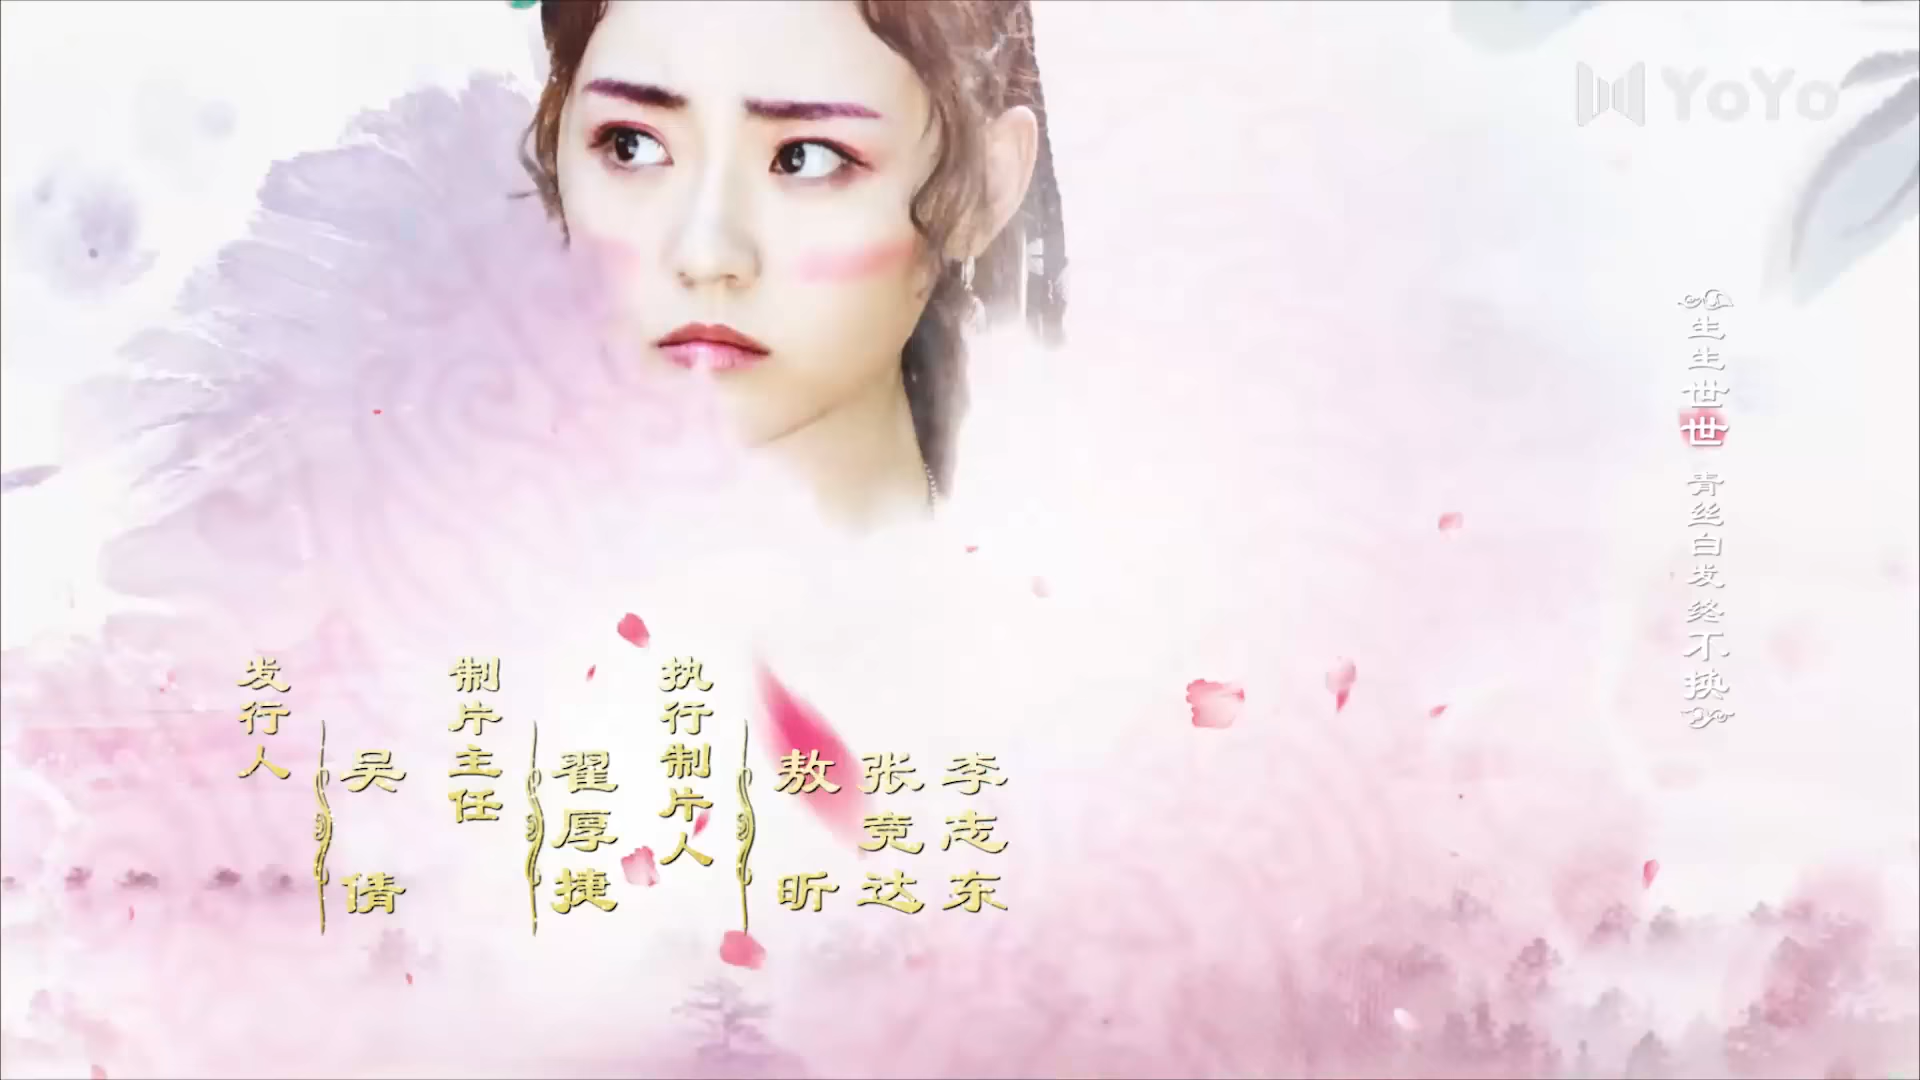 YoYo
生生世世 青丝白发终不换
发行人
吴倩
制片主任
翟厚捷
执行制片人
敖昕
张竞达
李志东